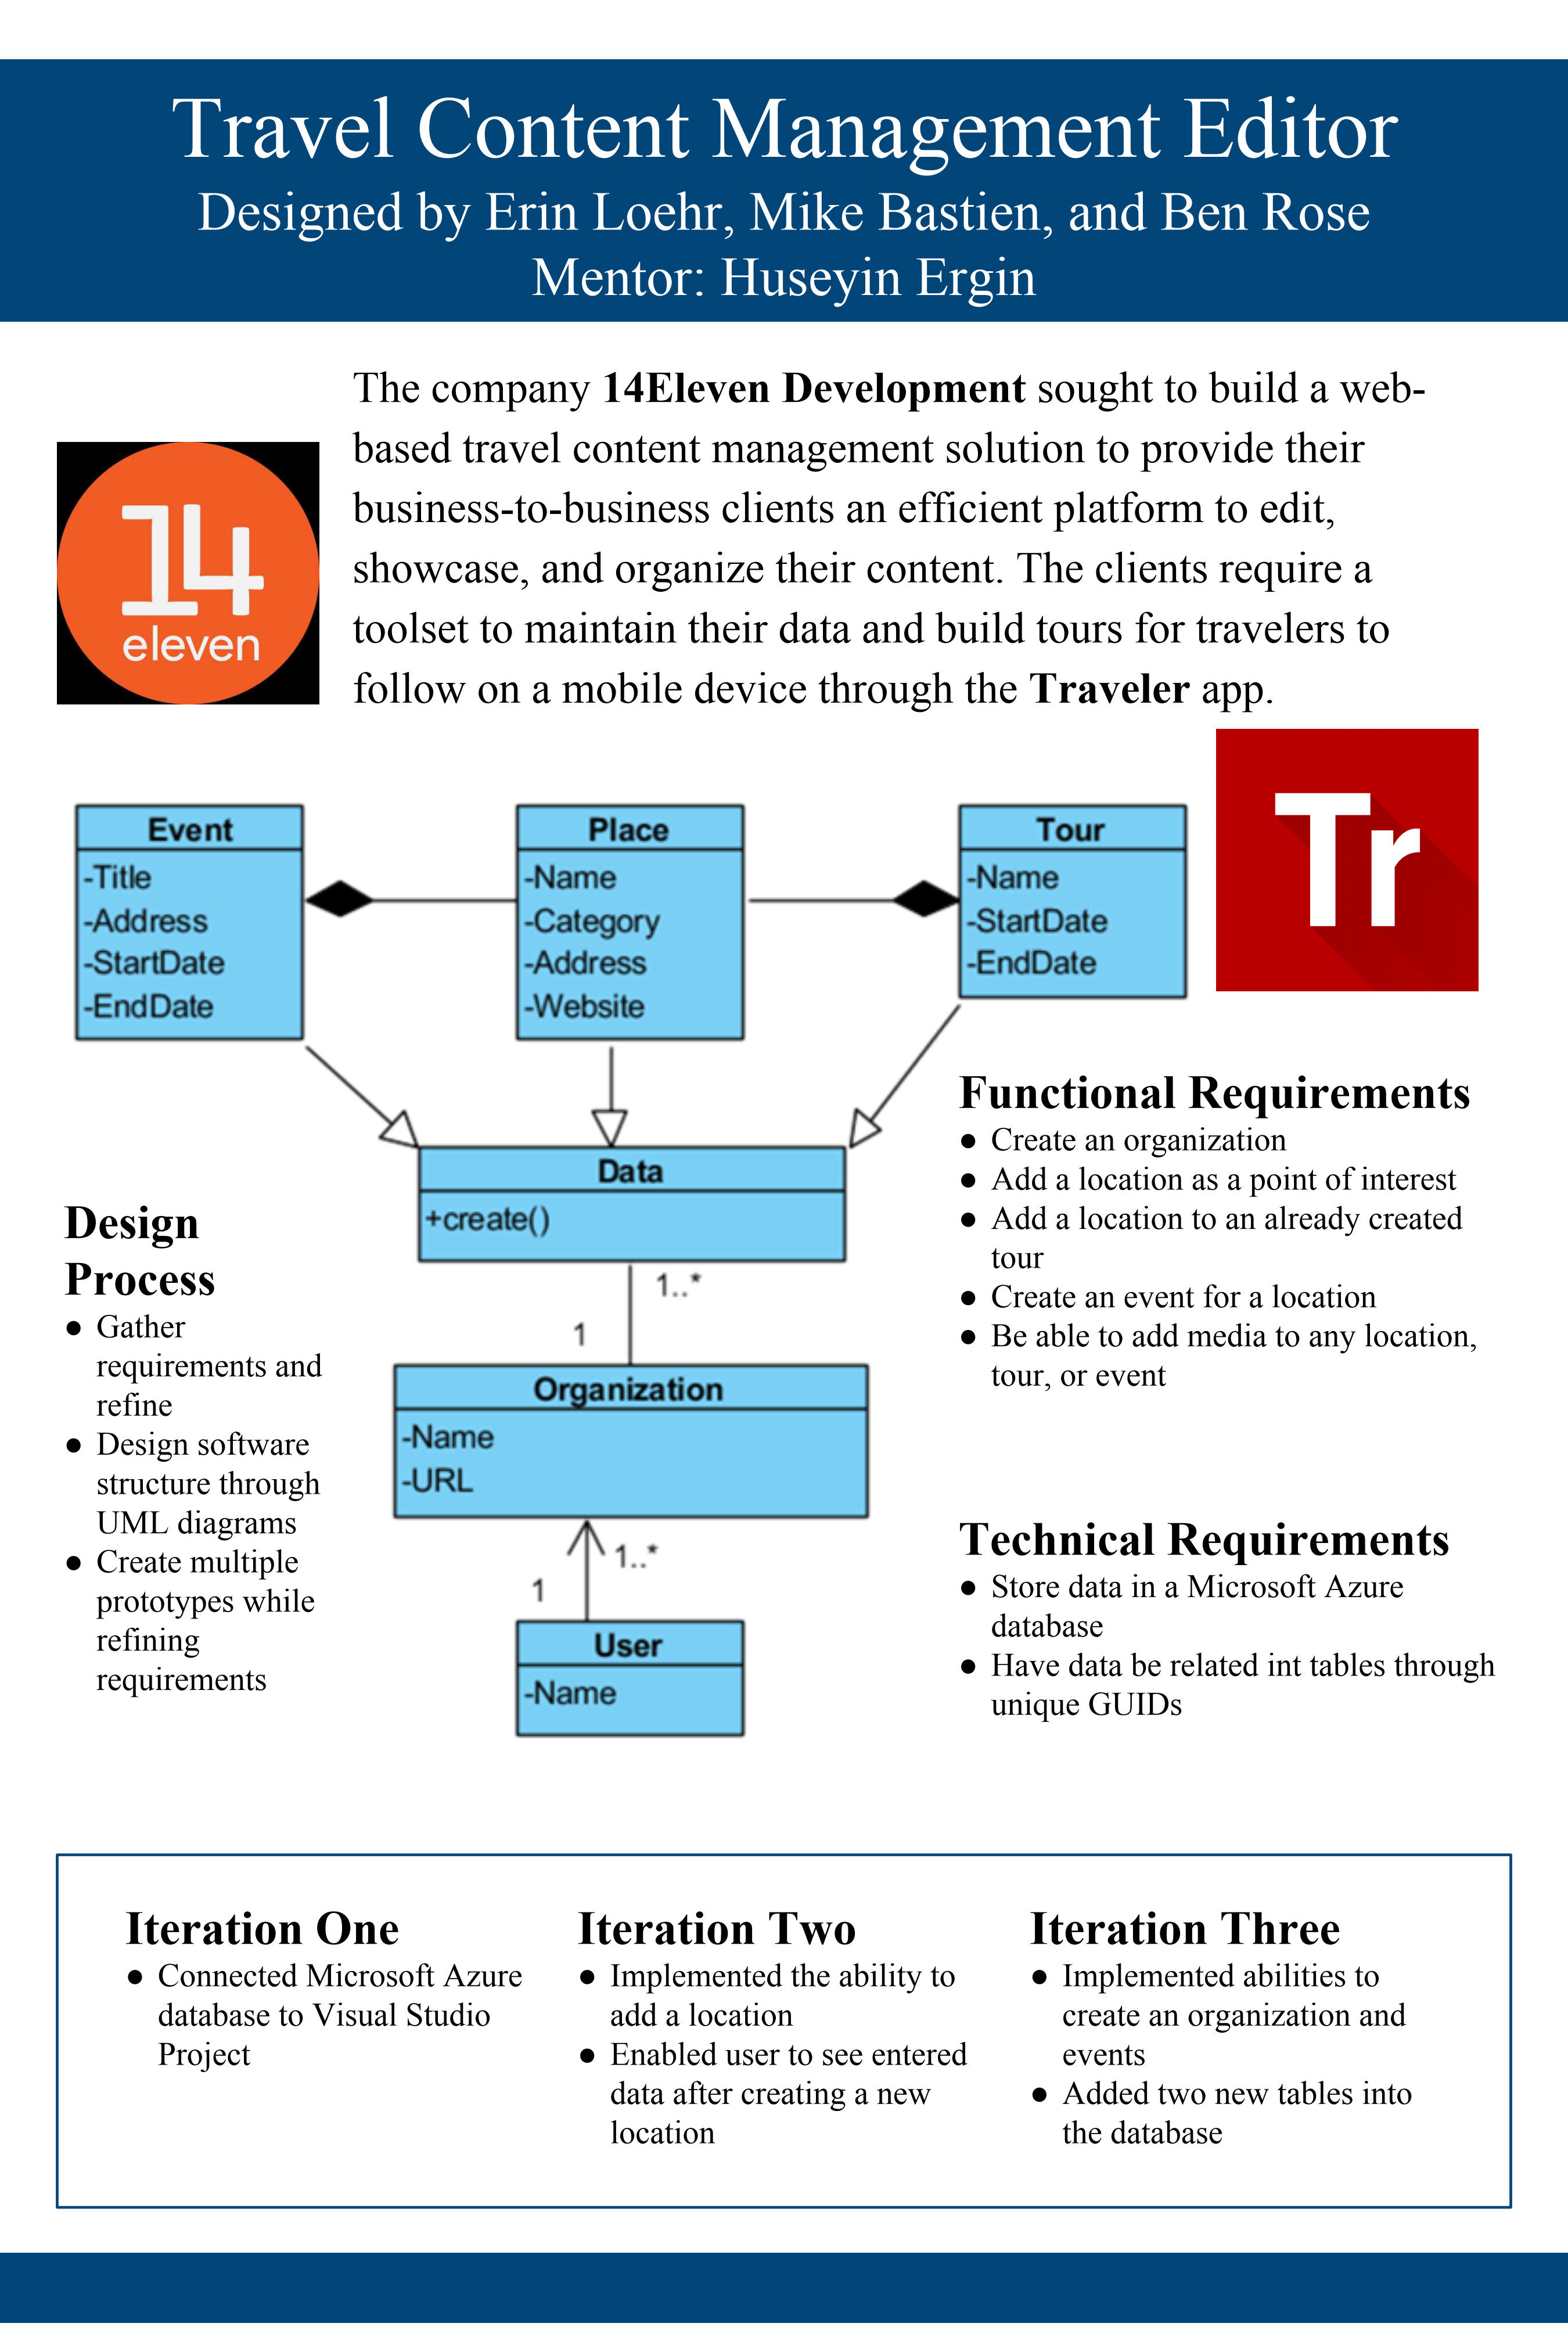 Travel Content Management Editor
Designed by Erin Loehr, Mike Bastien, and Ben Rose
Mentor: Huseyin Ergin
The company 14Eleven Development sought to build a web-
based travel content management solution to provide their
business-to-business clients an efficient platform to edit,
showcase, and organize their content. The clients require a
toolset to maintain their data and build tours for travelers to
follow on a mobile device through the Traveler app.
14
eleven
Tr
Event
-Title
-Address
-StartDate
-EndDate
Place
-Name
-Category
-Address
-Website
Tour
-Name
-StartDate
-EndDate
Data
+create()
1..*
1
Organization
-Name
-URL
1..*
1
User
-Name
Design
Process
● Gather
requirements and
refine
● Design software
structure through
UML diagrams
● Create multiple
prototypes while
refining
requirements
Functional Requirements
● Create an organization
● Add a location as a point of interest
● Add a location to an already created
tour
● Create an event for a location
● Be able to add media to any location,
tour, or event
Technical Requirements
● Store data in a Microsoft Azure
database
● Have data be related int tables through
unique GUIDs
Iteration One
● Connected Microsoft Azure
database to Visual Studio
Project
Iteration Two
● Implemented the ability to
add a location
● Enabled user to see entered
data after creating a new
location
Iteration Three
● Implemented abilities to
create an organization and
events
● Added two new tables into
the database